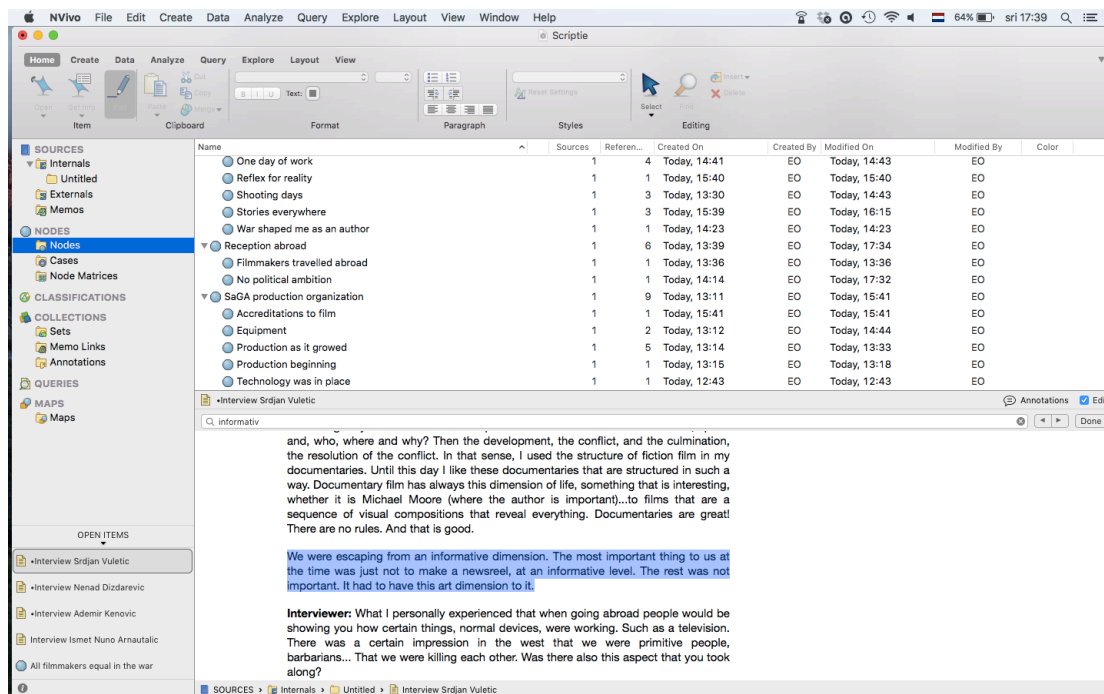 NVivo File Edit Create Data Analyze Query Explore Layout View Window Help 64% sri 17:39
Scriptie
Home Create Data Analyze Query Explore Layout View
Open Get Info Edit Paste Cut Copy Merge
B I U Text: Reset Settings Select Find Insert Delete
Item Clipboard Format Paragraph Styles Editing
SOURCES
Internals
Untitled
Externals
Memos
NODES
Nodes
Cases
Node Matrices
CLASSIFICATIONS
COLLECTIONS
Sets
Memo Links
Annotations
QUERIES
MAPS
Maps
OPEN ITEMS
•Interview Srdjan Vuletic
•Interview Nenad Dizdarevic
•Interview Ademir Kenovic
Interview Ismet Nuno Arnautalic
All filmmakers equal in the war
Name Sources Referen... Created On Created By Modified On Modified By Color
One day of work 1 4 Today, 14:41 EO Today, 14:43 EO
Reflex for reality 1 1 Today, 15:40 EO Today, 15:40 EO
Shooting days 1 3 Today, 13:30 EO Today, 14:43 EO
Stories everywhere 1 3 Today, 15:39 EO Today, 16:15 EO
War shaped me as an author 1 1 Today, 14:23 EO Today, 14:23 EO
Reception abroad 1 6 Today, 13:39 EO Today, 17:34 EO
Filmmakers travelled abroad 1 1 Today, 13:36 EO Today, 13:36 EO
No political ambition 1 1 Today, 14:14 EO Today, 17:32 EO
SaGA production organization 1 9 Today, 13:11 EO Today, 15:41 EO
Accreditations to film 1 1 Today, 15:41 EO Today, 15:41 EO
Equipment 1 2 Today, 13:12 EO Today, 14:44 EO
Production as it growed 1 5 Today, 13:14 EO Today, 13:33 EO
Production beginning 1 1 Today, 13:15 EO Today, 13:18 EO
Technology was in place 1 1 Today, 12:43 EO Today, 12:43 EO
•Interview Srdjan Vuletic Annotations Edi
informativ Done
and, who, where and why? Then the development, the conflict, and the culmination,
the resolution of the conflict. In that sense, I used the structure of fiction film in my
documentaries. Until this day I like these documentaries that are structured in such a
way. Documentary film has always this dimension of life, something that is interesting,
whether it is Michael Moore (where the author is important)...to films that are a
sequence of visual compositions that reveal everything. Documentaries are great!
There are no rules. And that is good.
We were escaping from an informative dimension. The most important thing to us at
the time was just not to make a newsreel, at an informative level. The rest was not
important. It had to have this art dimension to it.
Interviewer: What I personally experienced that when going abroad people would be
showing you how certain things, normal devices, were working. Such as a television.
There was a certain impression in the west that we were primitive people,
barbarians... That we were killing each other. Was there also this aspect that you took
along?
SOURCES › Internals › Untitled › Interview Srdjan Vuletic